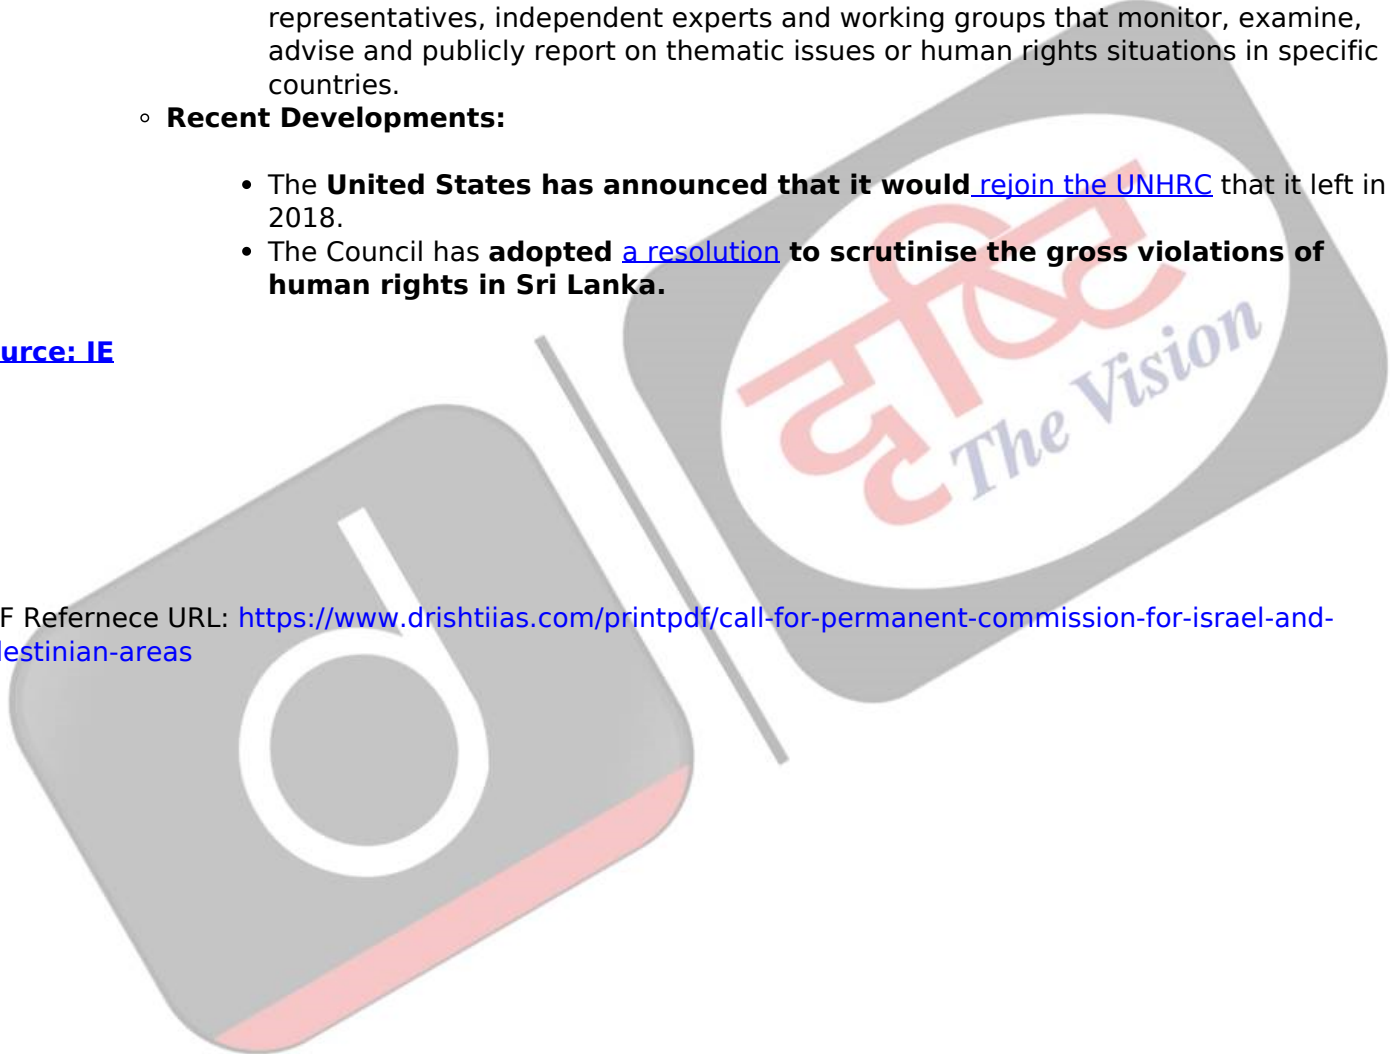 representatives, independent experts and working groups that monitor, examine,
advise and publicly report on thematic issues or human rights situations in specific
countries.
Recent Developments:
The United States has announced that it would rejoin the UNHRC that it left in
2018.
The Council has adopted a resolution to scrutinise the gross violations of
human rights in Sri Lanka.
urce: IE
दृष्टि
The Vision
d
F Refernece URL: https://www.drishtiias.com/printpdf/call-for-permanent-commission-for-israel-and-
lestinian-areas